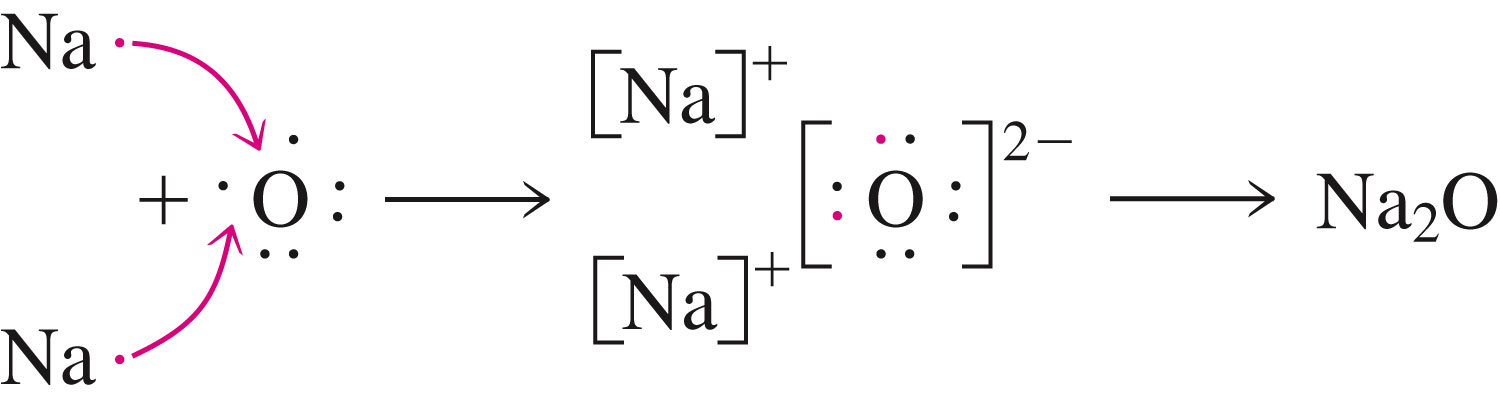 Na·
+ ·Ö: ⟶ [Na]⁺ [:Ö:]²⁻ ⟶ Na₂O
[Na]⁺
Na·